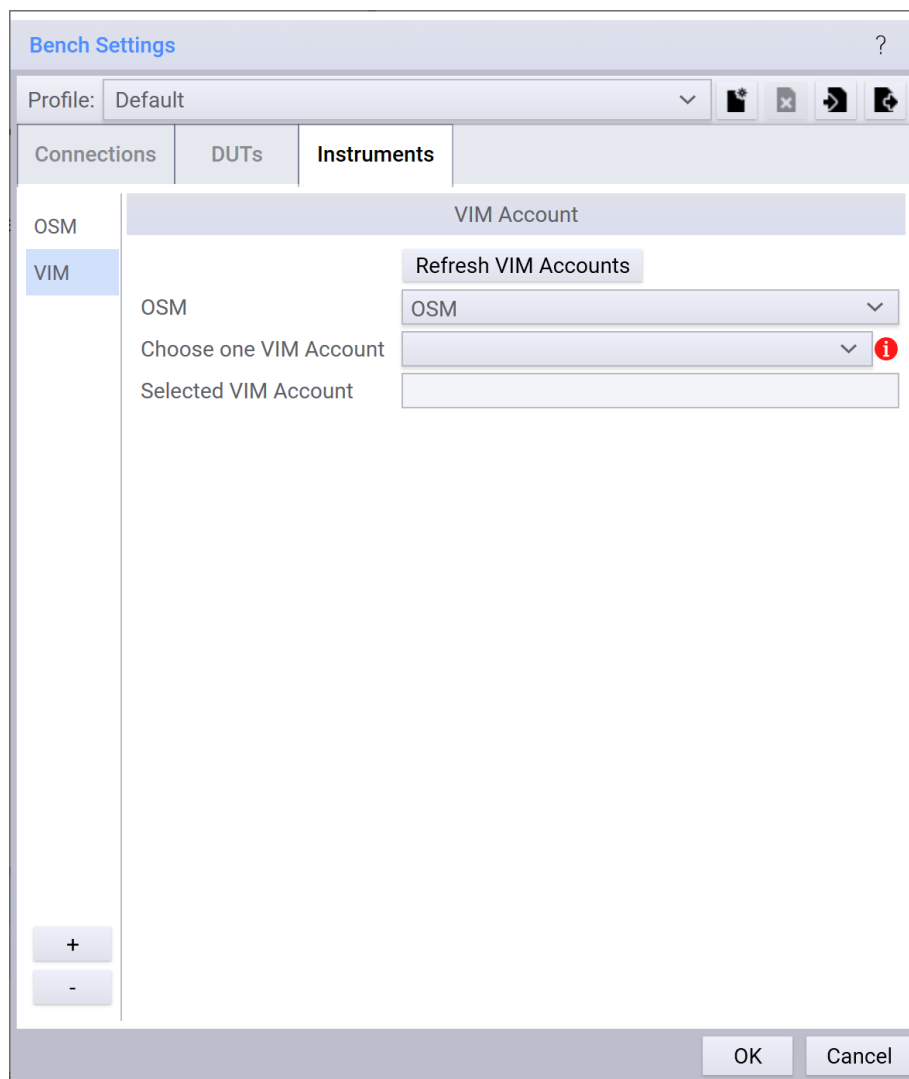 Bench Settings ?
Profile: Default
Connections DUTs Instruments
OSM
VIM
VIM Account
Refresh VIM Accounts
OSM OSM
Choose one VIM Account
Selected VIM Account
+
-
OK Cancel